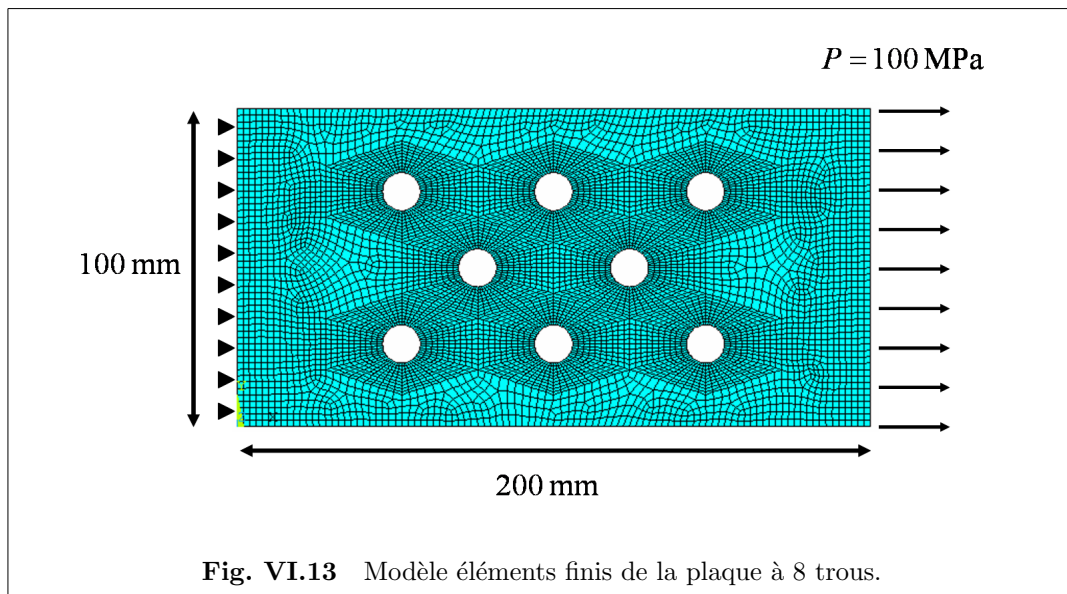 P = 100 MPa
100 mm
200 mm
Fig. VI.13 Modèle éléments finis de la plaque à 8 trous.